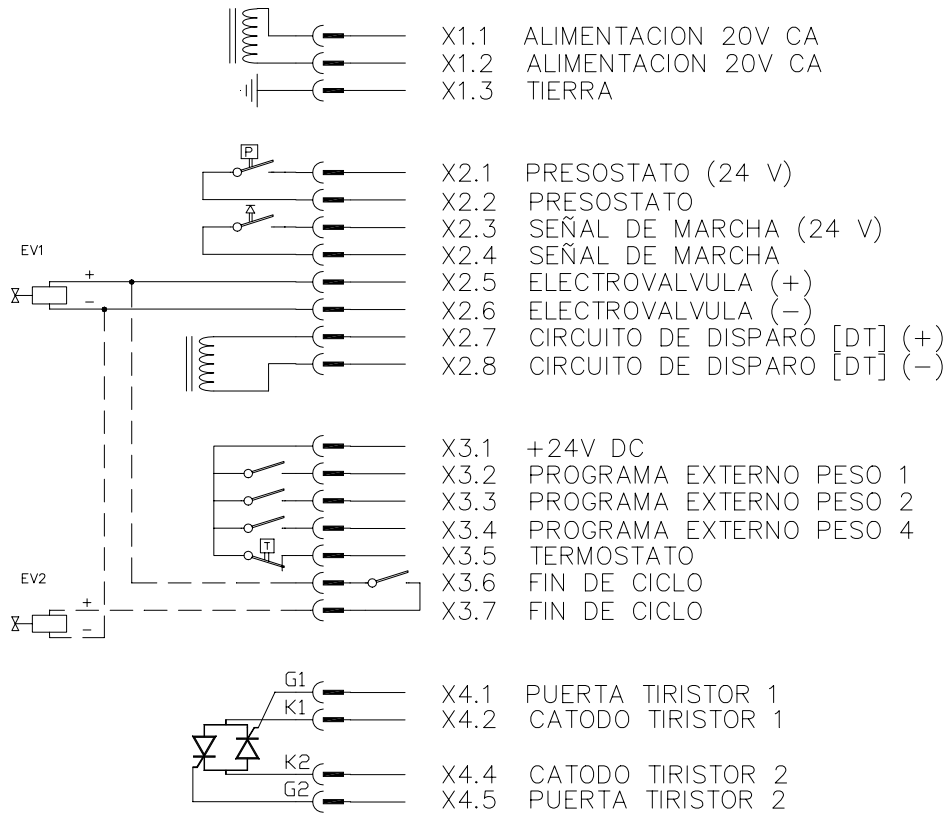 X1.1 ALIMENTACION 20V CA
X1.2 ALIMENTACION 20V CA
X1.3 TIERRA
P
X2.1 PRESOSTATO (24 V)
X2.2 PRESOSTATO
X2.3 SEÑAL DE MARCHA (24 V)
X2.4 SEÑAL DE MARCHA
EV1
+
X2.5 ELECTROVALVULA (+)
−
X2.6 ELECTROVALVULA (−)
X2.7 CIRCUITO DE DISPARO [DT] (+)
X2.8 CIRCUITO DE DISPARO [DT] (−)
X3.1 +24V DC
X3.2 PROGRAMA EXTERNO PESO 1
X3.3 PROGRAMA EXTERNO PESO 2
X3.4 PROGRAMA EXTERNO PESO 4
T
X3.5 TERMOSTATO
EV2
X3.6 FIN DE CICLO
+
X3.7 FIN DE CICLO
−
G1
X4.1 PUERTA TIRISTOR 1
K1
X4.2 CATODO TIRISTOR 1
K2
X4.4 CATODO TIRISTOR 2
G2
X4.5 PUERTA TIRISTOR 2